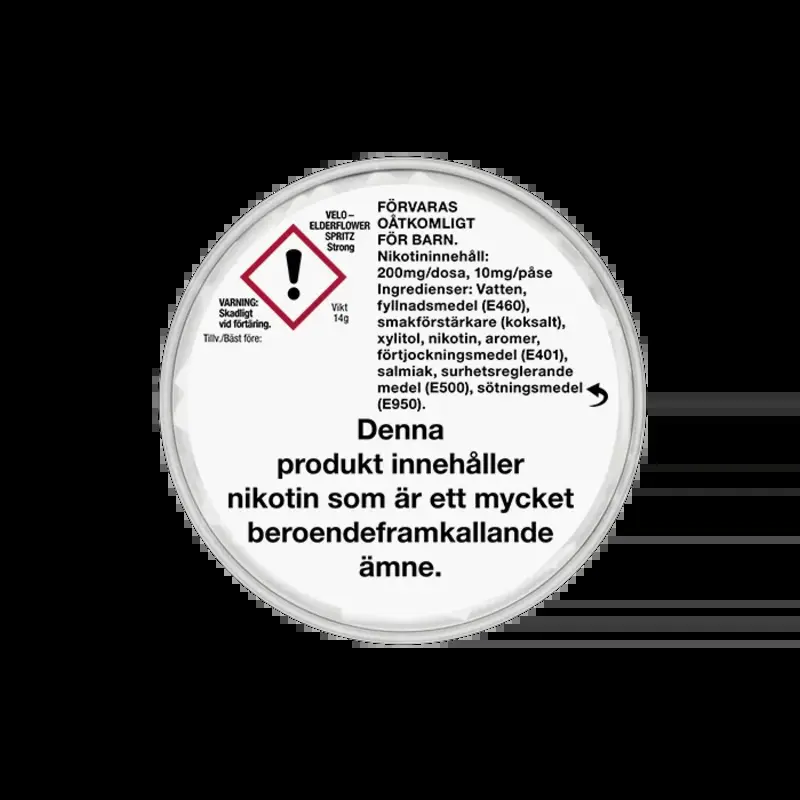 VELO –
ELDERFLOWER
SPRITZ
Strong
VARNING:
Skadligt
vid förtäring.
Vikt
14g
Tillv./Bäst före:
FÖRVARAS
OÅTKOMLIGT
FÖR BARN.
Nikotininnehåll:
200mg/dosa, 10mg/påse
Ingredienser: Vatten,
fyllnadsmedel (E460),
smakförstärkare (koksalt),
xylitol, nikotin, aromer,
förtjockningsmedel (E401),
salmiak, surhetsreglerande
medel (E500), sötningsmedel
(E950).
Denna
produkt innehåller
nikotin som är ett mycket
beroendeframkallande
ämne.